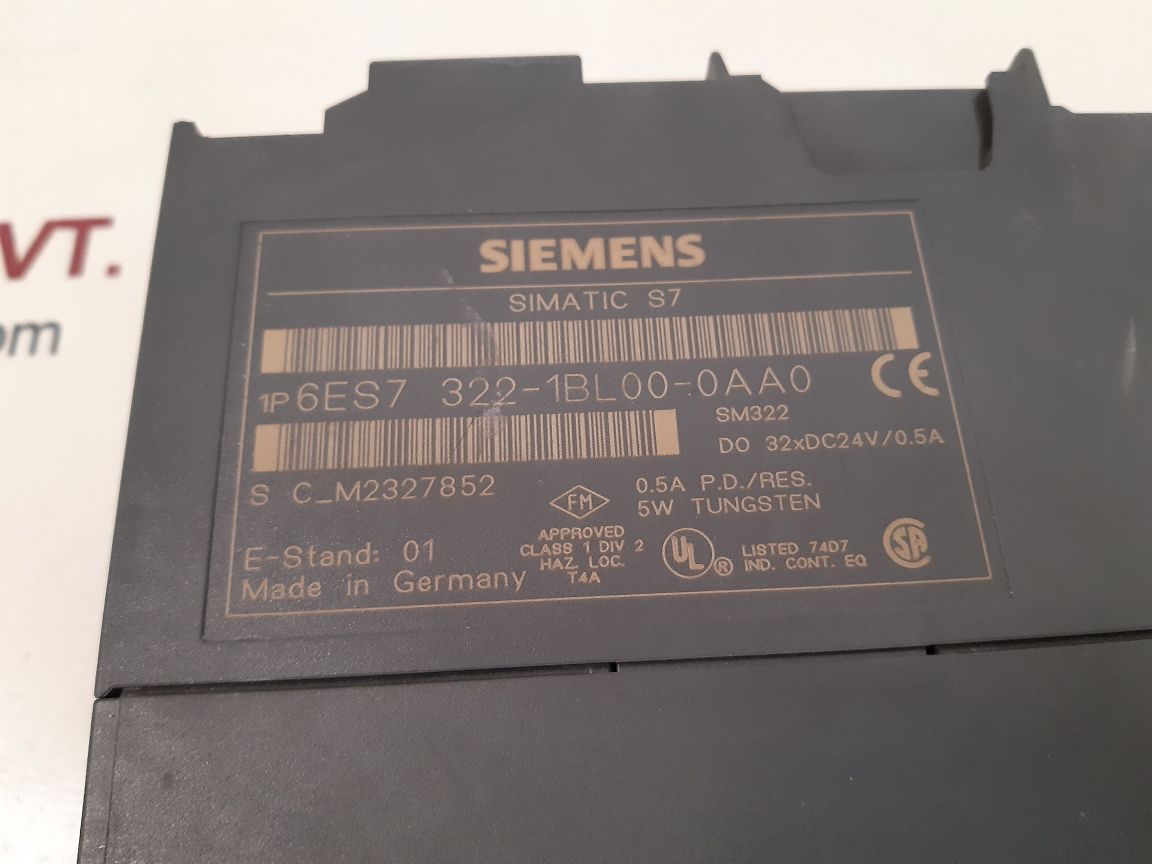 VT.
om
SIEMENS
SIMATIC S7
1P 6ES7 322-1BL00-0AA0
CE
SM322
DO 32xDC24V/0.5A
S C_M2327852
0.5A P.D./RES.
5W TUNGSTEN
FM
APPROVED
CLASS 1 DIV 2
HAZ. LOC.
T4A
UL ®
LISTED 74D7
IND. CONT. EQ
SA
E-Stand: 01
Made in Germany